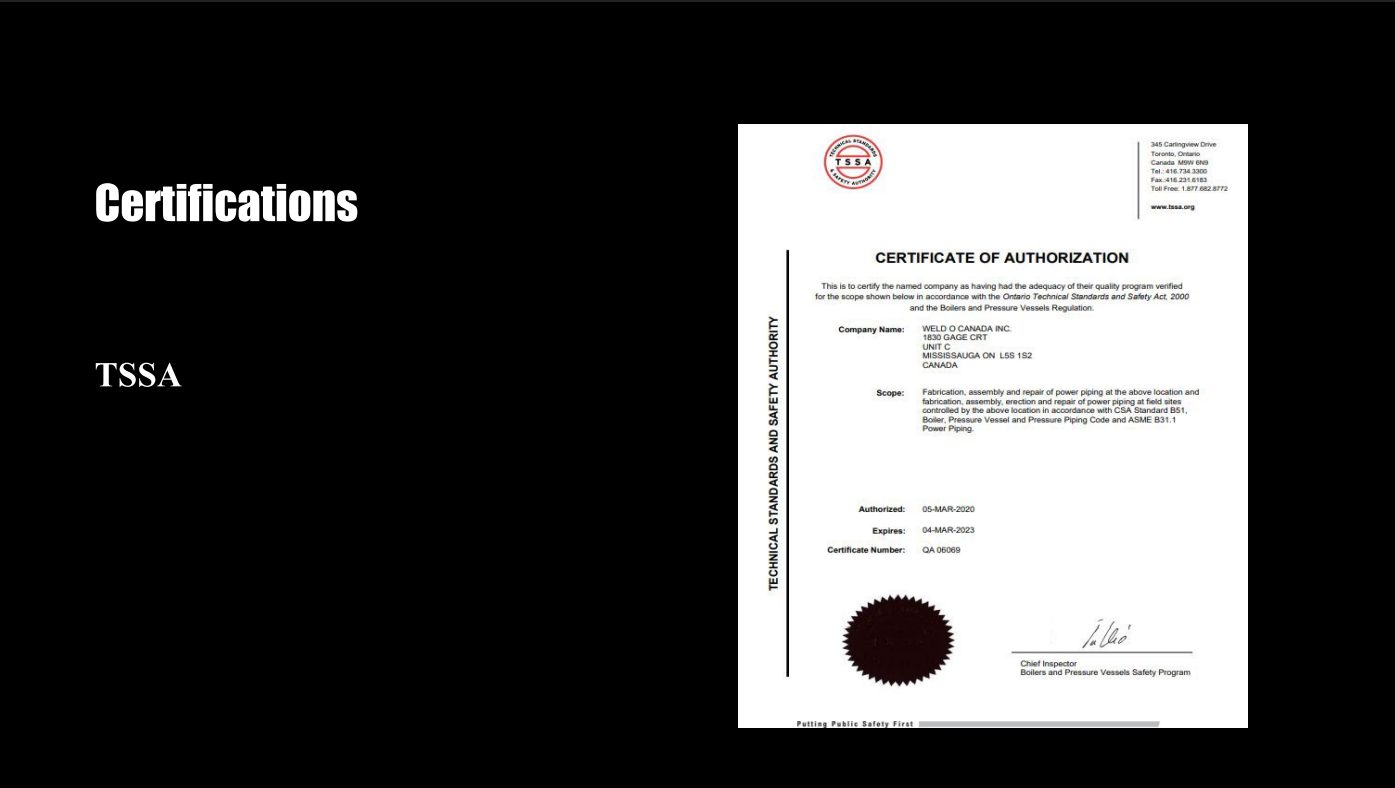 Certifications
TSSA
TECHNICAL STANDARDS
TSSA
& SAFETY AUTHORITY
345 Carlingview Drive
Toronto, Ontario
Canada M9W 6N9
Tel.: 416.734.3300
Fax.:416.231.6183
Toll Free: 1.877.682.8772
www.tssa.org
TECHNICAL STANDARDS AND SAFETY AUTHORITY
CERTIFICATE OF AUTHORIZATION
This is to certify the named company as having had the adequacy of their quality program verified
for the scope shown below in accordance with the Ontario Technical Standards and Safety Act, 2000
and the Boilers and Pressure Vessels Regulation.
Company Name: WELD O CANADA INC.
1830 GAGE CRT
UNIT C
MISSISSAUGA ON L5S 1S2
CANADA
Scope: Fabrication, assembly and repair of power piping at the above location and
fabrication, assembly, erection and repair of power piping at field sites
controlled by the above location in accordance with CSA Standard B51,
Boiler, Pressure Vessel and Pressure Piping Code and ASME B31.1
Power Piping.
Authorized: 05-MAR-2020
Expires: 04-MAR-2023
Certificate Number: QA 06069
Chief Inspector
Boilers and Pressure Vessels Safety Program
Putting Public Safety First